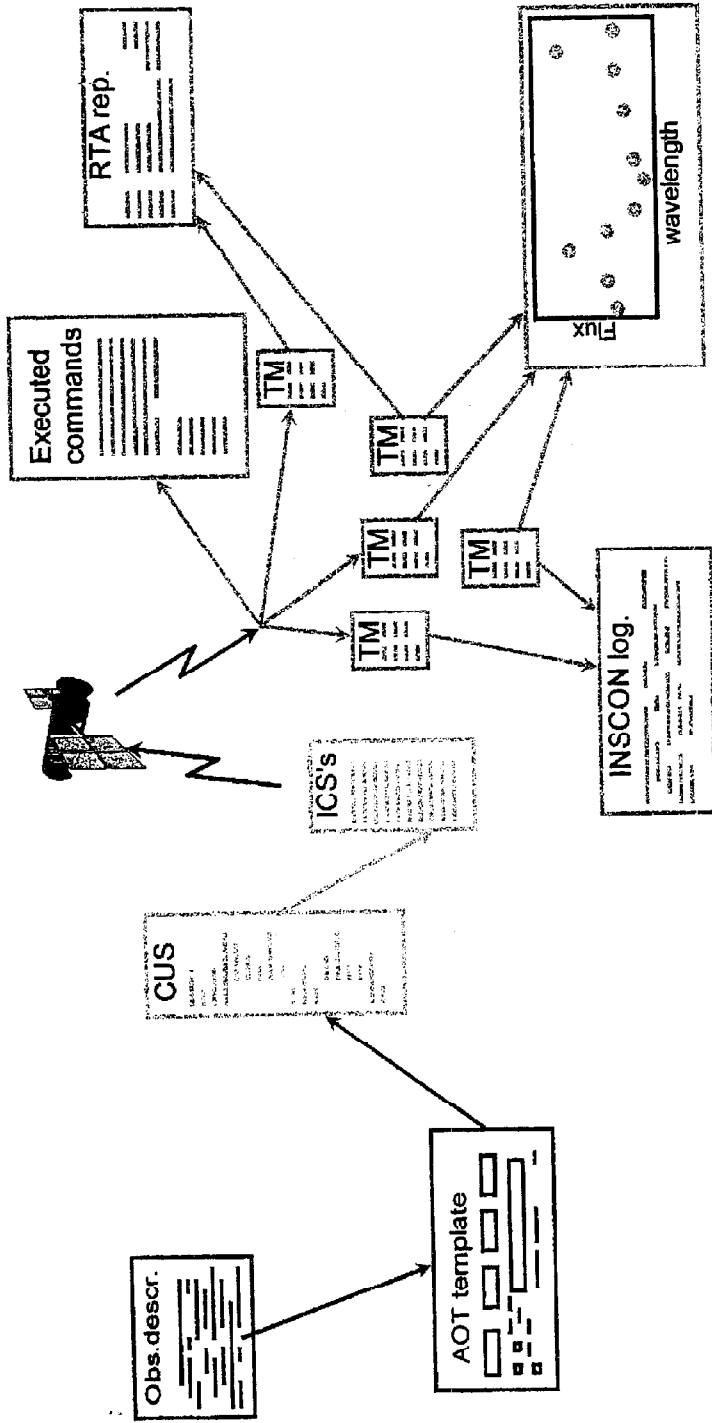 Obs.descr.
AOT template
CUS
ICS's
Executed
commands
RTA rep.
TM
TM
TM
TM
TM
INSCON log.
Flux
wavelength